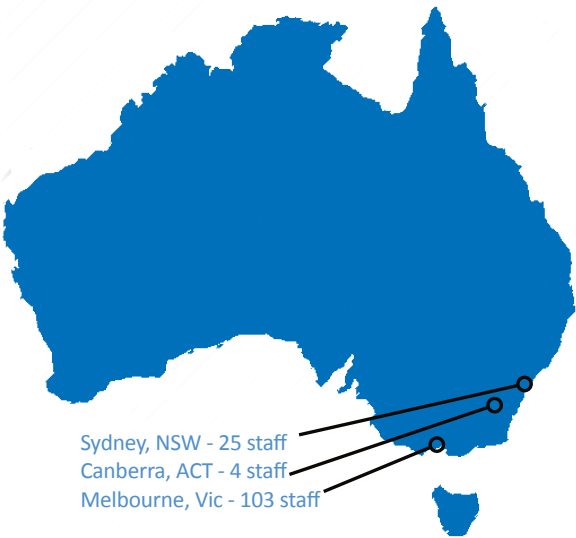 Sydney, NSW - 25 staff
Canberra, ACT - 4 staff
Melbourne, Vic - 103 staff